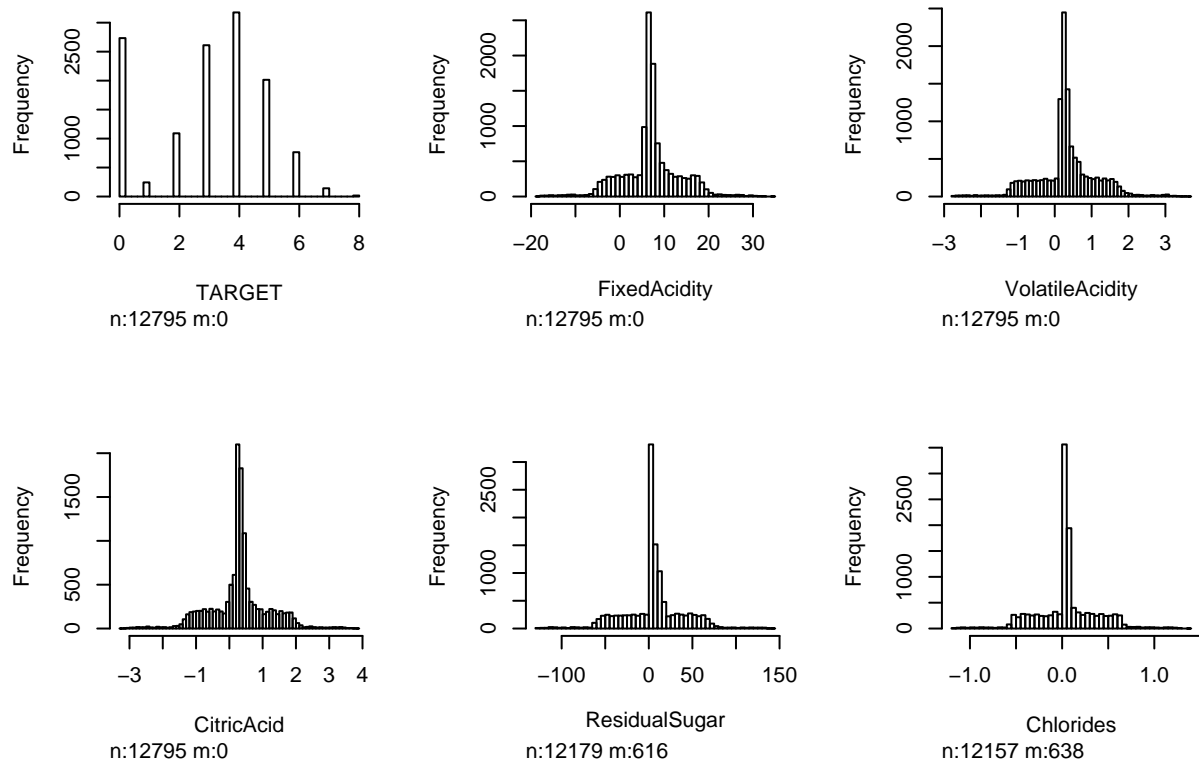 Frequency
2500
1000
0
0 2 4 6 8
TARGET
n:12795 m:0
Frequency
2000
1000
0
−20 0 10 20 30
FixedAcidity
n:12795 m:0
Frequency
2000
1000
0
−3 −1 0 1 2 3
VolatileAcidity
n:12795 m:0
Frequency
1500
500
0
−3 −1 1 2 3 4
CitricAcid
n:12795 m:0
Frequency
2500
1000
0
−100 0 50 150
ResidualSugar
n:12179 m:616
Frequency
2500
1000
0
−1.0 0.0 1.0
Chlorides
n:12157 m:638